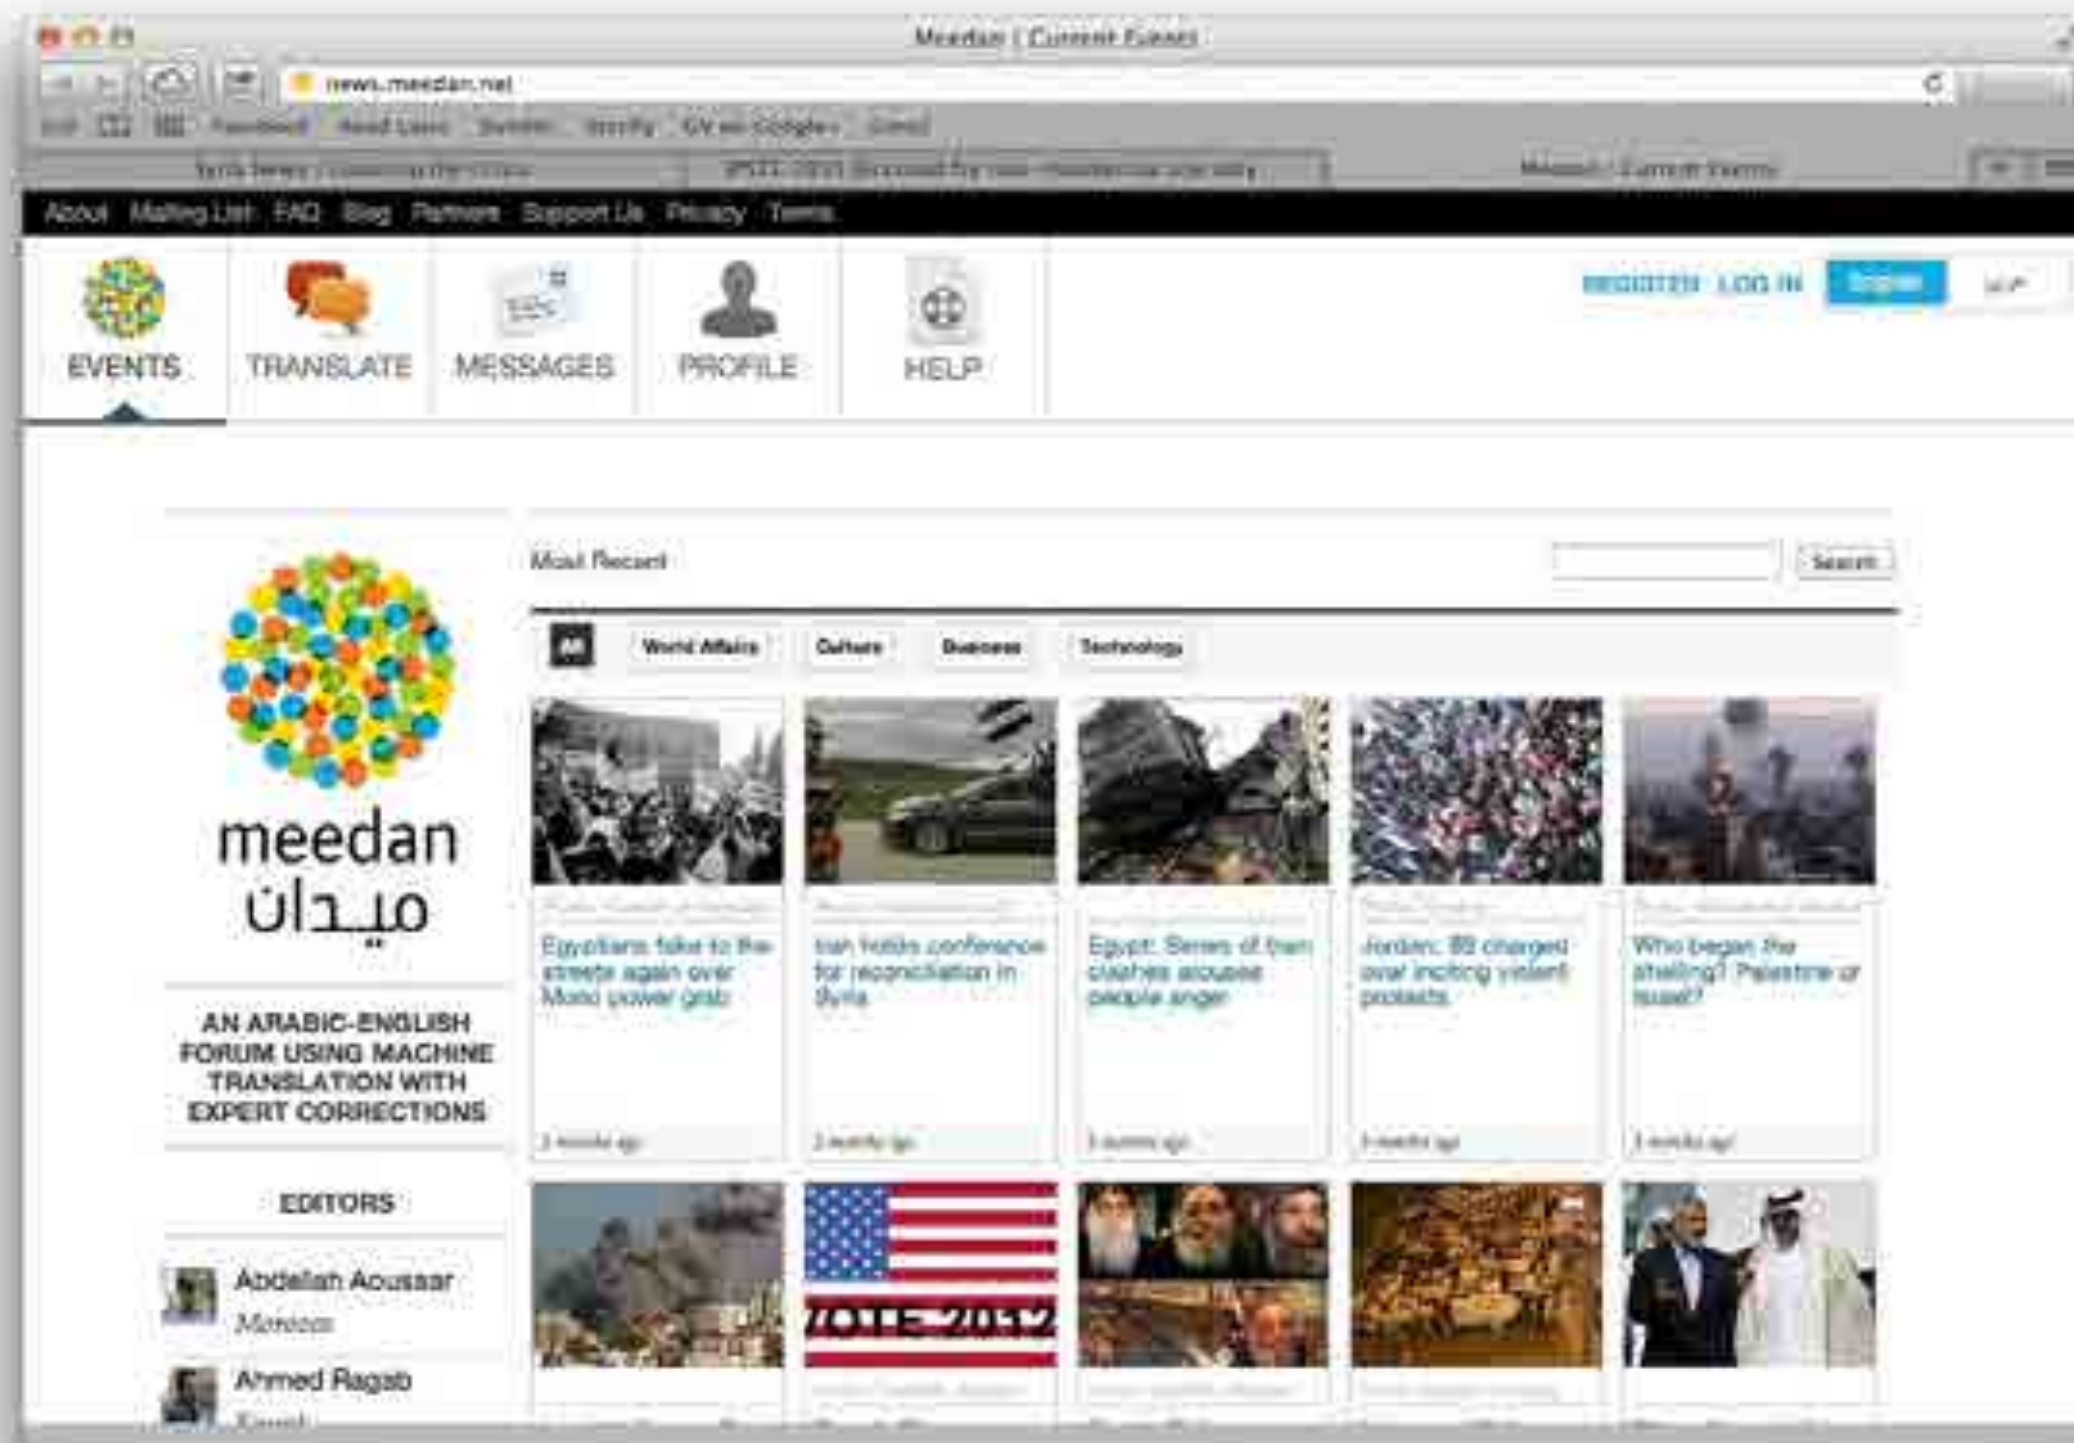 Meedan | Current Events
news.meedan.net
About Mailing List FAQ Blog Partners Support Us Privacy Terms
REGISTER LOG IN English
EVENTS TRANSLATE MESSAGES PROFILE HELP
Most Recent Search
All World Affairs Culture Business Technology
meedan
ميدان
AN ARABIC-ENGLISH
FORUM USING MACHINE
TRANSLATION WITH
EXPERT CORRECTIONS
EDITORS
Abdellah Aoussar
Morocco
Ahmed Ragab
Egyptians take to the
streets again over
Morsi power grab
Iran holds conference
for reconciliation in
Syria
Egypt: Series of train
clashes arouses
people anger
Jordan: 89 charged
over inciting violent
protests
Who began the
shelling? Palestine or
Israel?
VOTE 2012